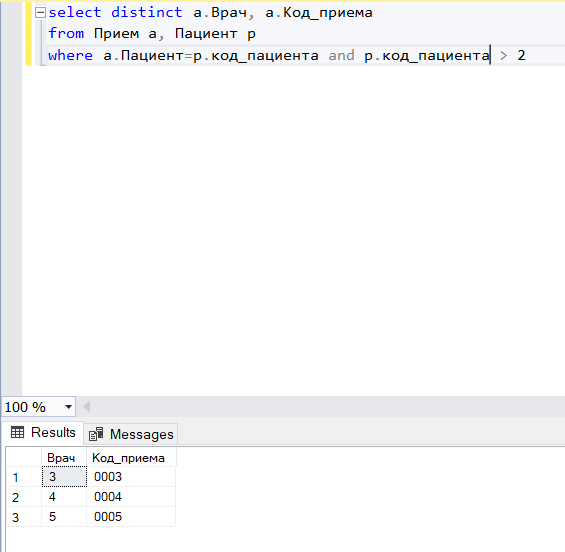 select distinct a.Врач, a.Код_приема
from Прием a, Пациент p
where a.Пациент=p.код_пациента and p.код_пациента > 2
100 %
Results Messages
Врач Код_приема
1 3 0003
2 4 0004
3 5 0005